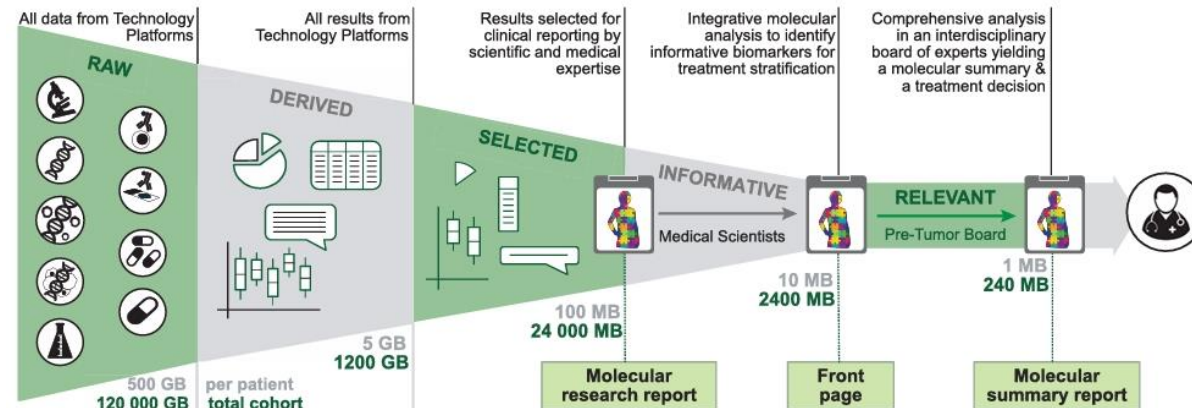 All data from Technology
Platforms
All results from
Technology Platforms
Results selected for
clinical reporting by
scientific and medical
expertise
Integrative molecular
analysis to identify
informative biomarkers for
treatment stratification
Comprehensive analysis
in an interdisciplinary
board of experts yielding
a molecular summary &
a treatment decision
RAW
DERIVED
SELECTED
INFORMATIVE
Medical Scientists
RELEVANT
Pre-Tumor Board
500 GB per patient
120 000 GB total cohort
5 GB
1200 GB
100 MB
24 000 MB
10 MB
2400 MB
1 MB
240 MB
Molecular
research report
Front
page
Molecular
summary report